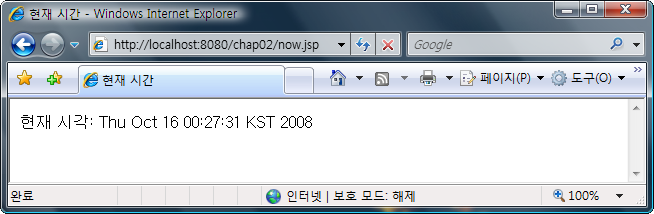 현재 시간 - Windows Internet Explorer
http://localhost:8080/chap02/now.jsp
Google
현재 시간
페이지(P)
도구(O)
현재 시각: Thu Oct 16 00:27:31 KST 2008
완료
인터넷 | 보호 모드: 해제
100%